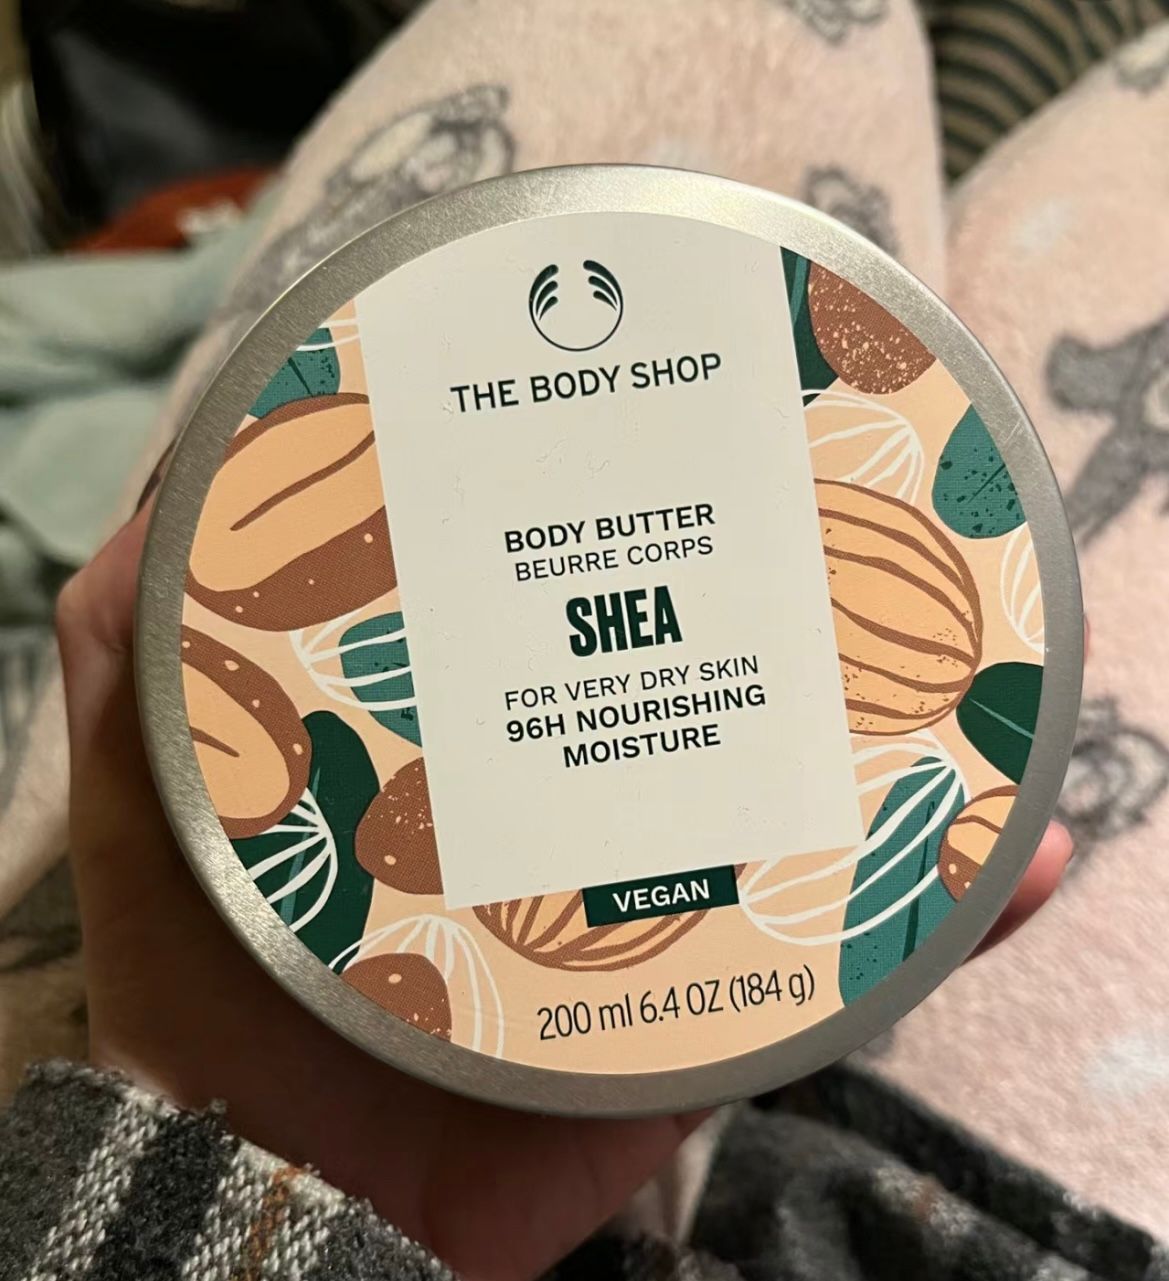 THE BODY SHOP
BODY BUTTER
BEURRE CORPS
SHEA
FOR VERY DRY SKIN
96H NOURISHING
MOISTURE
VEGAN
200 ml 6.4 OZ (184 g)